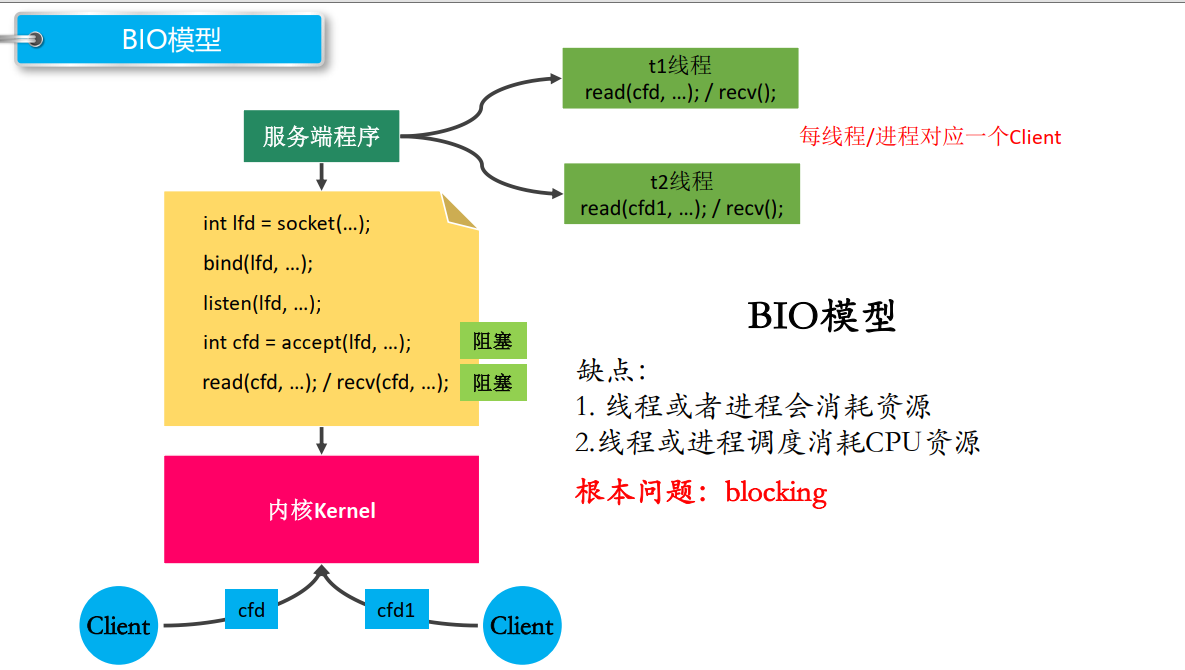 BIO模型
t1线程
read(cfd, …); / recv();
服务端程序
每线程/进程对应一个Client
t2线程
read(cfd1, …); / recv();
int lfd = socket(…);
bind(lfd, …);
listen(lfd, …);
int cfd = accept(lfd, …);
阻塞
read(cfd, …); / recv(cfd, …);
阻塞
BIO模型
缺点：
1. 线程或者进程会消耗资源
2.线程或进程调度消耗CPU资源
根本问题：blocking
内核Kernel
Client
cfd
cfd1
Client